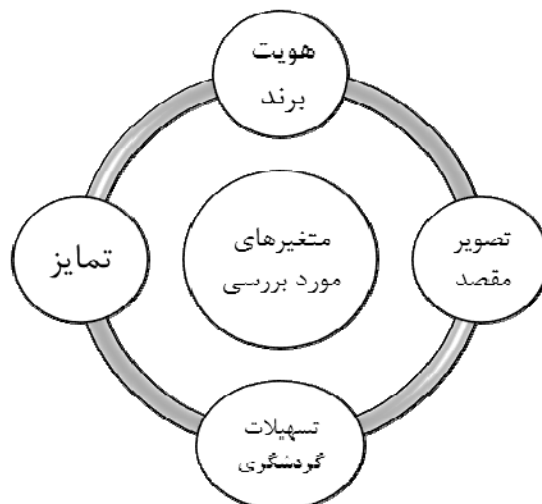 هویت
برند
تصویر
مقصد
متغیرهای
مورد بررسی
تمایز
تسهیلات
گردشگری